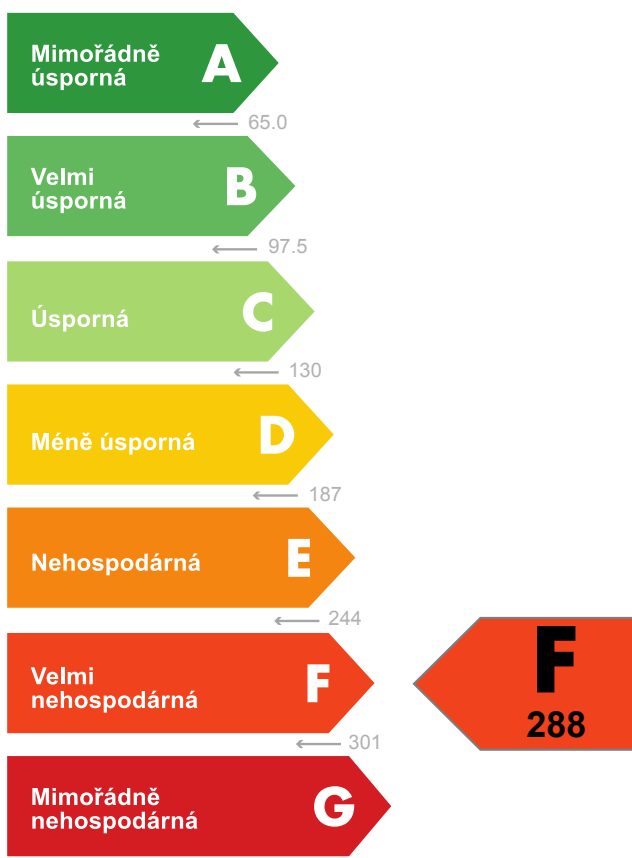 Mimořádně
úsporná
A
← 65.0
Velmi
úsporná
B
← 97.5
Úsporná
C
← 130
Méně úsporná
D
← 187
Nehospodárná
E
← 244
Velmi
nehospodárná
F
F
288
← 301
Mimořádně
nehospodárná
G